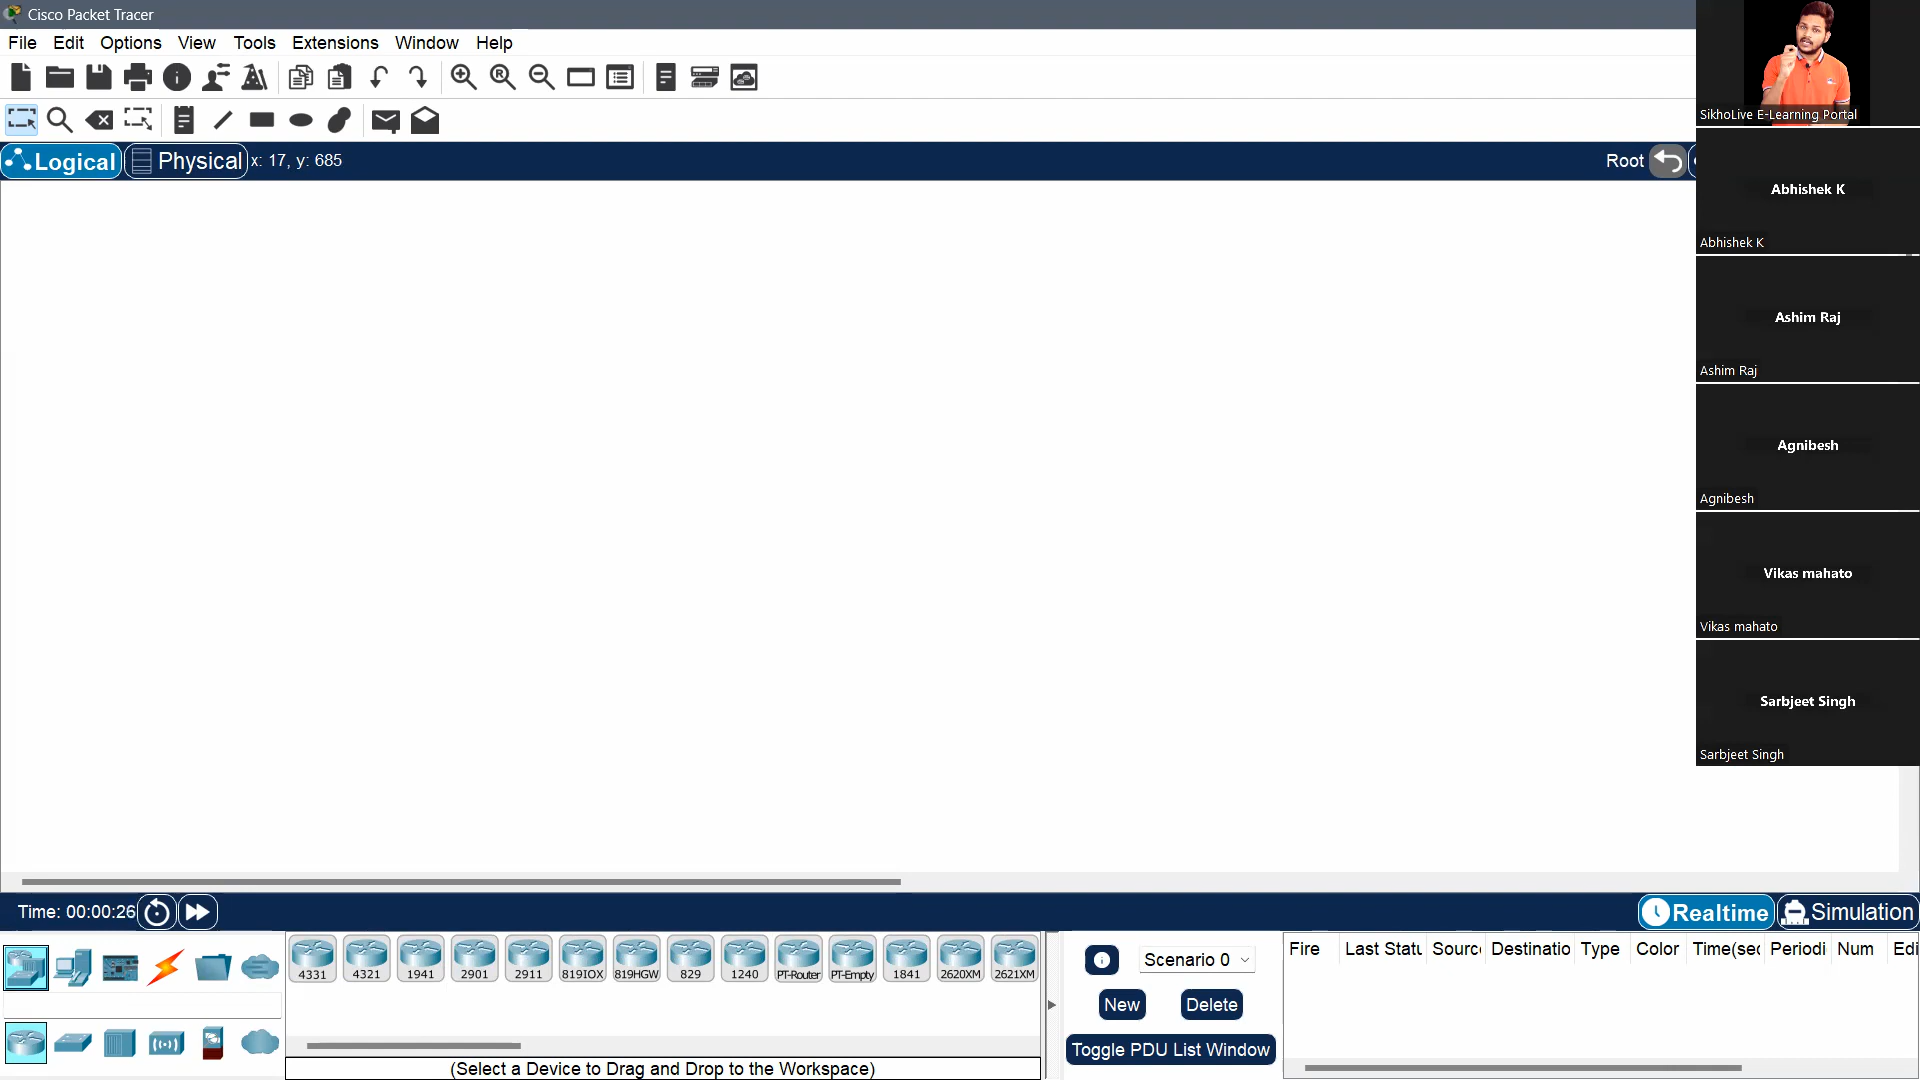 Cisco Packet Tracer
File Edit Options View Tools Extensions Window Help
SikhoLive E-Learning Portal
Logical Physical x: 17, y: 685 Root
Abhishek K
Abhishek K
Ashim Raj
Ashim Raj
Agnibesh
Agnibesh
Vikas mahato
Vikas mahato
Sarbjeet Singh
Sarbjeet Singh
Time: 00:00:26 Realtime Simulation
4331 4321 1941 2901 2911 819IOX 819HGW 829 1240 PT-Router PT-Empty 1841 2620XM 2621XM
Scenario 0
New Delete
Toggle PDU List Window
Fire Last Statu Sourc Destinatio Type Color Time(sec Periodi Num Edi
(Select a Device to Drag and Drop to the Workspace)